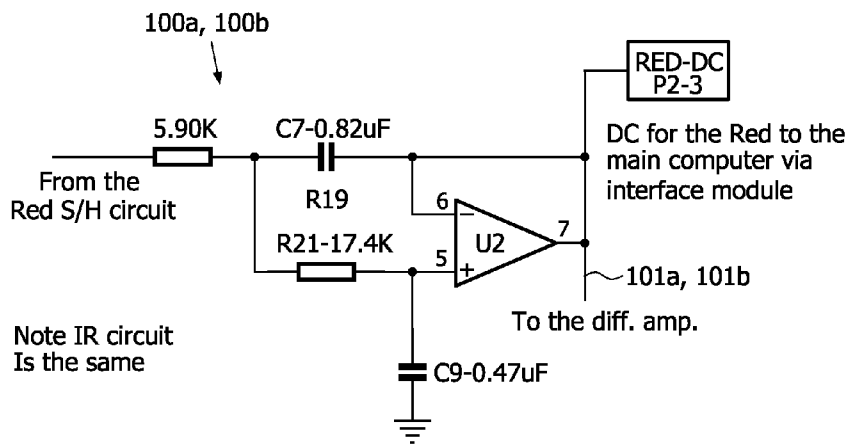 100a, 100b
RED-DC
P2-3
5.90K
C7-0.82uF
DC for the Red to the
main computer via
interface module
From the
Red S/H circuit
R19
6
−
U2
7
R21-17.4K
5
+
101a, 101b
To the diff. amp.
Note IR circuit
Is the same
C9-0.47uF